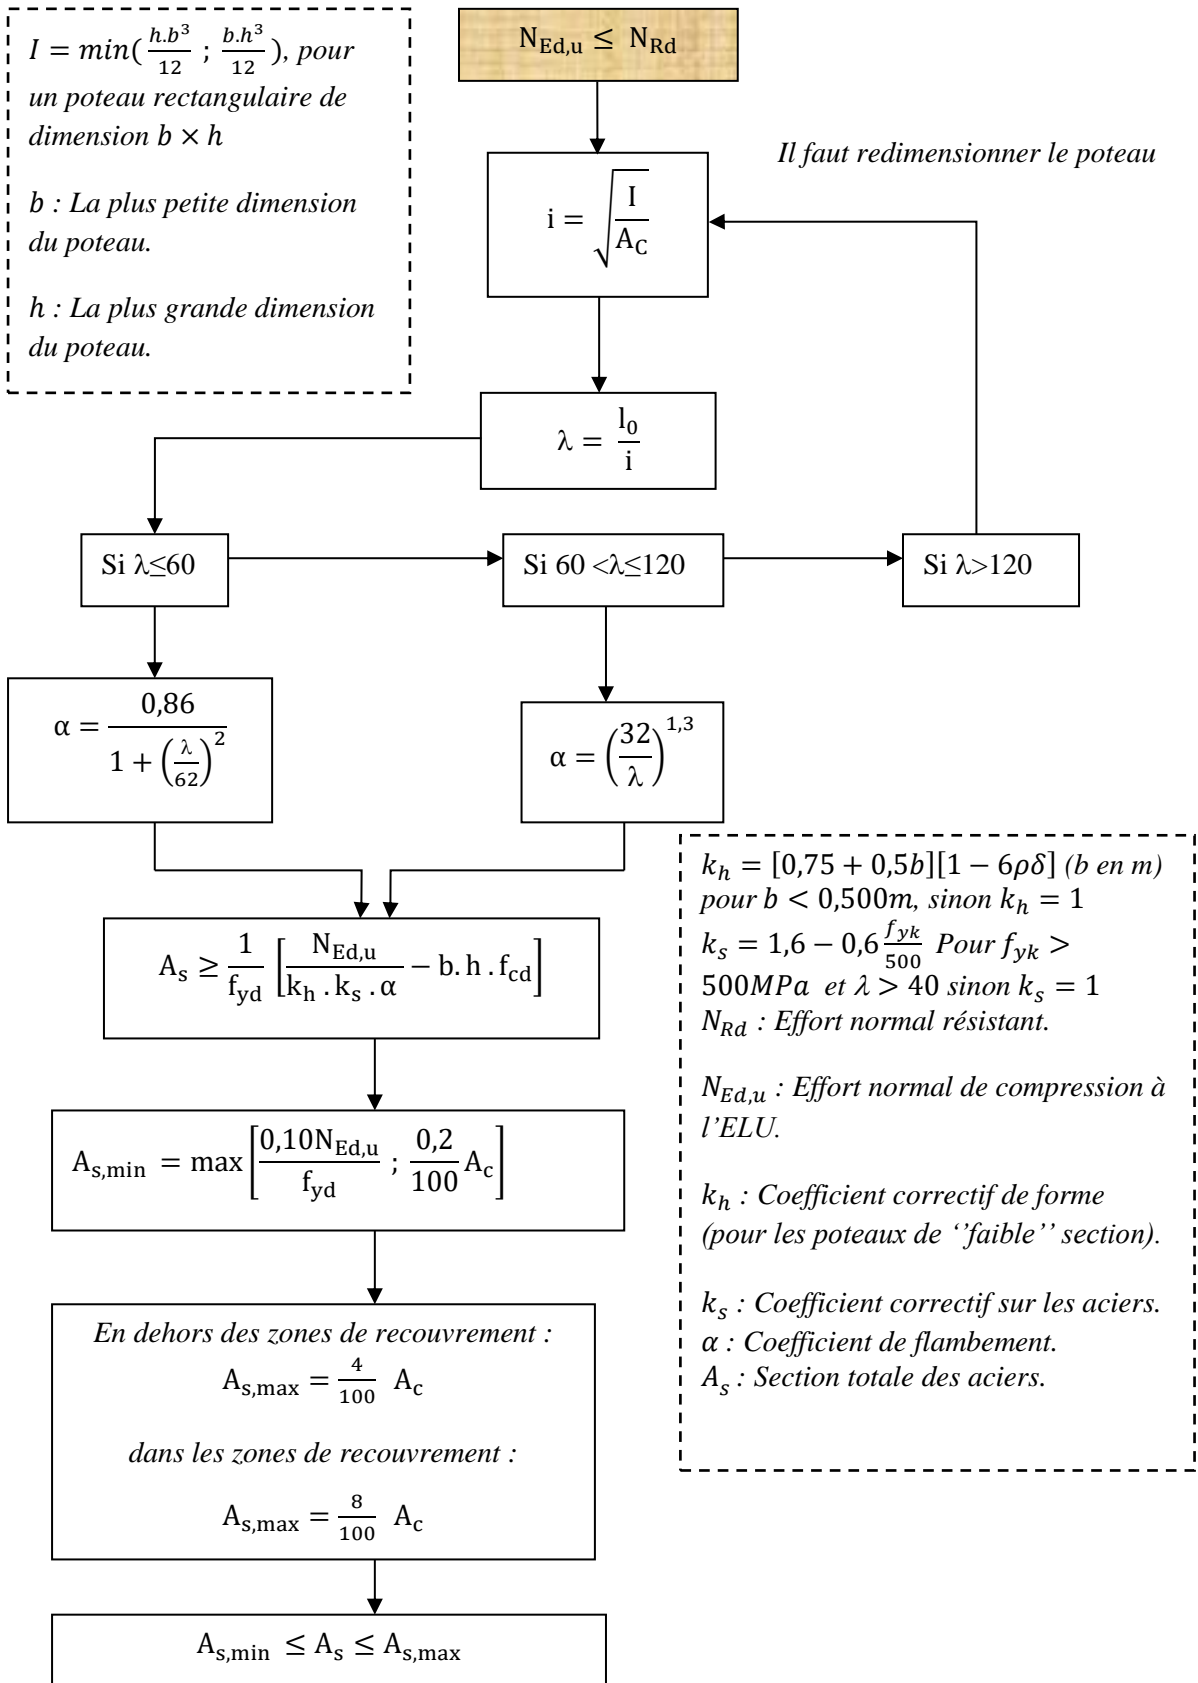 I = min(h.b³/12 ; b.h³/12), pour
un poteau rectangulaire de
dimension b × h
b : La plus petite dimension
du poteau.
h : La plus grande dimension
du poteau.
N_Ed,u ≤ N_Rd
i = √(I/A_C)
Il faut redimensionner le poteau
λ = l₀/i
Si λ≤60
Si 60 <λ≤120
Si λ>120
α = 0,86/(1 + (λ/62)²)
α = (32/λ)^1,3
A_s ≥ 1/f_yd [N_Ed,u/(k_h . k_s . α) − b. h . f_cd]
A_s,min = max[0,10N_Ed,u/f_yd ; 0,2/100 A_c]
En dehors des zones de recouvrement :
A_s,max = 4/100 A_c
dans les zones de recouvrement :
A_s,max = 8/100 A_c
A_s,min ≤ A_s ≤ A_s,max
k_h = [0,75 + 0,5b][1 − 6ρδ] (b en m)
pour b < 0,500m, sinon k_h = 1
k_s = 1,6 − 0,6 f_yk/500 Pour f_yk >
500MPa et λ > 40 sinon k_s = 1
N_Rd : Effort normal résistant.
N_Ed,u : Effort normal de compression à
l’ELU.
k_h : Coefficient correctif de forme
(pour les poteaux de ‘’faible’’ section).
k_s : Coefficient correctif sur les aciers.
α : Coefficient de flambement.
A_s : Section totale des aciers.